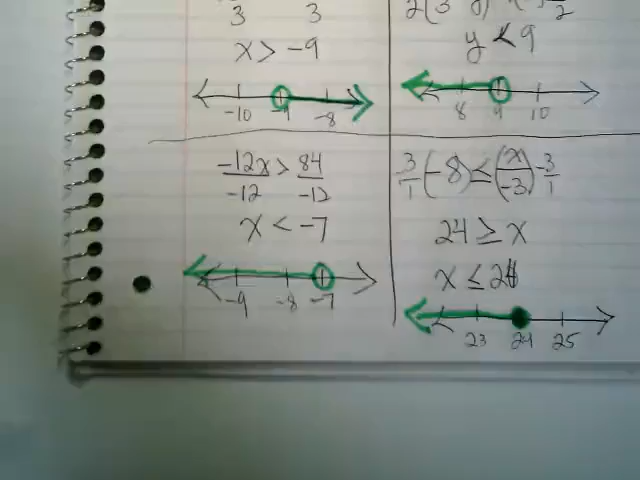 3 3
x > -9
-10 -9 -8
y < 9
8 9 10
-12x > 84
-12 -12
x < -7
-9 -8 -7
-3/1 (-8) ≤ (x/-3) -3/1
24 ≥ x
x ≤ 24
23 24 25